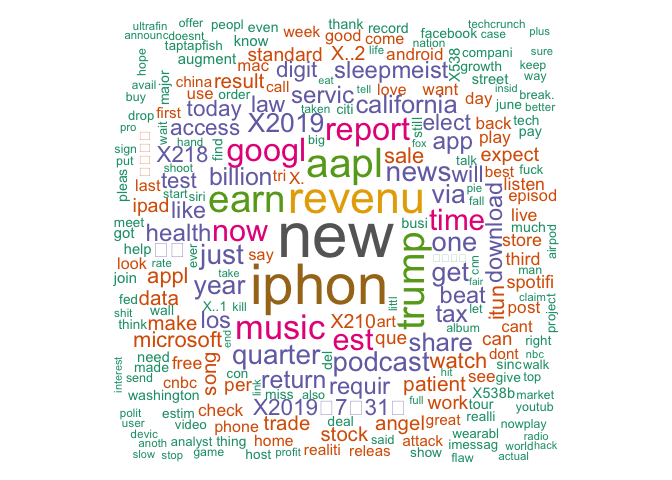 ultrafin offer peopl even thank record facebook techcrunch case plus
announc doesnt know week good come android nation compani sure
taptapfish standard X..2 life X538 growth keep
hope augment mac digit sleepmeist street way
avail major china result call eat tell love want insid break.
buy use order servic california day june better
drop first today law X2019 taken citi report elect back tech
pro wait access hand find googl big still app play pay
sign X218 billion tri X. aapl sale fox news will expect
put shoot test talk best fuck
pleas last start siri earn revenu via pie listen
ipad like fall episod
meet health now just say new busi time one download live much
got store airpod
help ever trump get cnn third man
look rate appl year take iphon fair beat spotifi
join data X..1 kill littl tax let itun post claim project
fed wall los music est X210 art album cant
shit make end que share can right
think microsoft quarter del podcast hit dont nbc
interest need song free con return link requir watch see sinc walk
made cnbc per miss also patient give top
send washington X2019 7 31 full work X538b market
polit estim check trade deal stock angel tour youtub
user video phone said great realli nowplay
devic analyst thing home realiti releas attack wearabl radio
anoth game host profit show imessag world hack
slow stop flaw actual